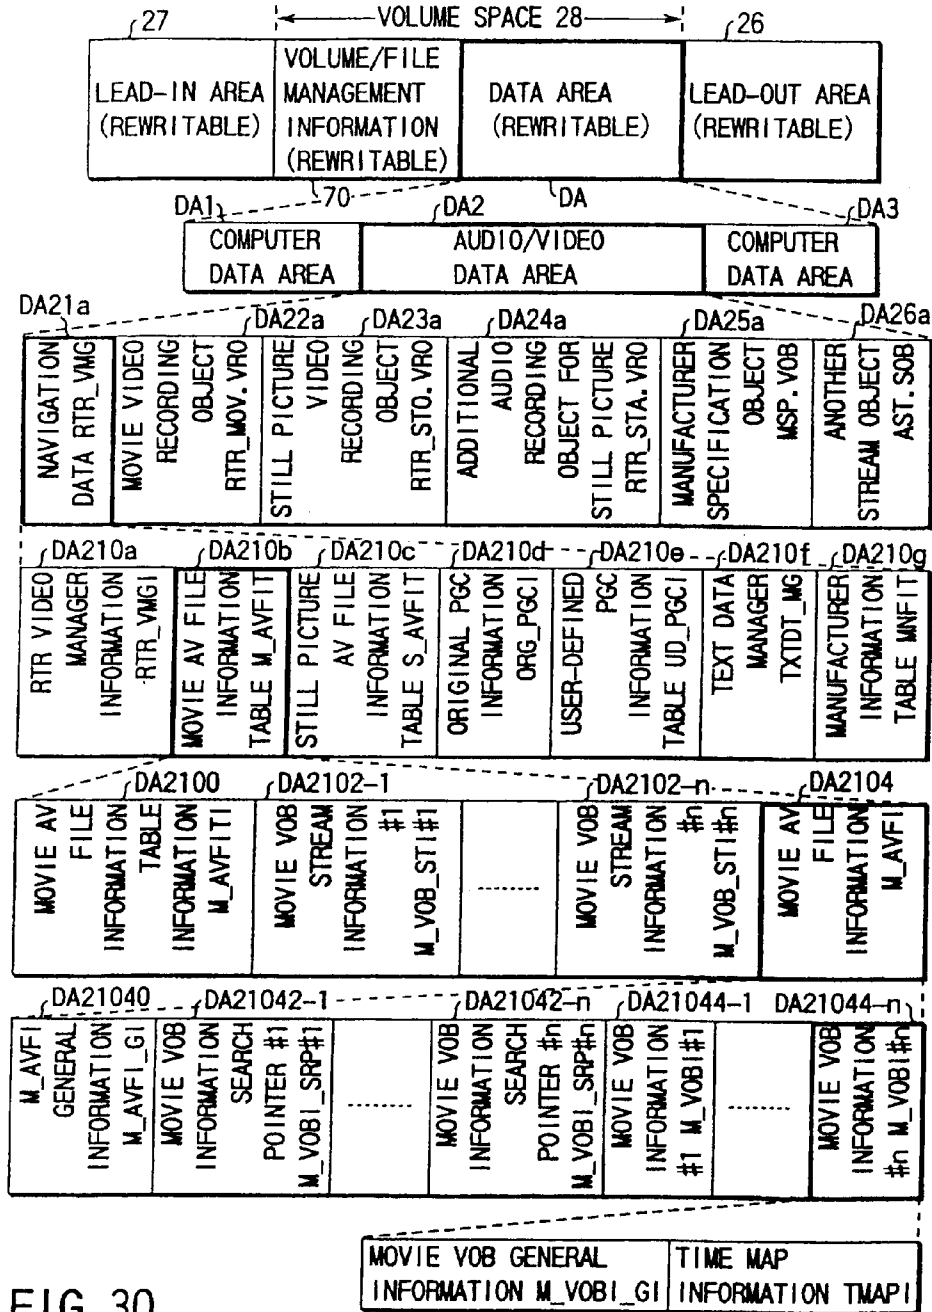 27
VOLUME SPACE 28
26
LEAD-IN AREA
(REWRITABLE)
VOLUME/FILE
MANAGEMENT
INFORMATION
(REWRITABLE)
DATA AREA
(REWRITABLE)
LEAD-OUT AREA
(REWRITABLE)
70
DA
DA1
DA2
DA3
COMPUTER
DATA AREA
AUDIO/VIDEO
DATA AREA
COMPUTER
DATA AREA
DA21a
DA22a
DA23a
DA24a
DA25a
DA26a
NAVIGATION
DATA RTR_VMG
MOVIE VIDEO
RECORDING
OBJECT
RTR_MOV.VRO
STILL PICTURE
VIDEO
RECORDING
OBJECT
RTR_STO.VRO
ADDITIONAL
AUDIO
RECORDING
OBJECT FOR
STILL PICTURE
RTR_STA.VRO
MANUFACTURER
SPECIFICATION
OBJECT
MSP.VOB
ANOTHER
STREAM OBJECT
AST.SOB
DA210a
DA210b
DA210c
DA210d
DA210e
DA210f
DA210g
RTR VIDEO
MANAGER
INFORMATION
RTR_VMGI
MOVIE AV FILE
INFORMATION
TABLE M_AVFIT
STILL PICTURE
AV FILE
INFORMATION
TABLE S_AVFIT
ORIGINAL PGC
INFORMATION
ORG_PGCI
USER-DEFINED
PGC
INFORMATION
TABLE UD_PGCI
TEXT DATA
MANAGER
TXTDT_MG
MANUFACTURER
INFORMATION
TABLE MNFIT
DA2100
DA2102-1
DA2102-n
DA2104
MOVIE AV
FILE
INFORMATION
TABLE
INFORMATION
M_AVFITI
MOVIE VOB
STREAM
INFORMATION
#1
M_VOB_STI#1
........
MOVIE VOB
STREAM
INFORMATION
#n
M_VOB_STI#n
MOVIE AV
FILE
INFORMATION
M_AVFI
DA21040
DA21042-1
DA21042-n
DA21044-1
DA21044-n
M_AVFI
GENERAL
INFORMATION
M_AVFI_GI
MOVIE VOB
INFORMATION
SEARCH
POINTER #1
M_VOBI_SRP#1
........
MOVIE VOB
INFORMATION
SEARCH
POINTER #n
M_VOBI_SRP#n
MOVIE VOB
INFORMATION
#1 M_VOBI#1
........
MOVIE VOB
INFORMATION
#n M_VOBI#n
MOVIE VOB GENERAL
INFORMATION M_VOBI_GI
TIME MAP
INFORMATION TMAPI
FIG. 30